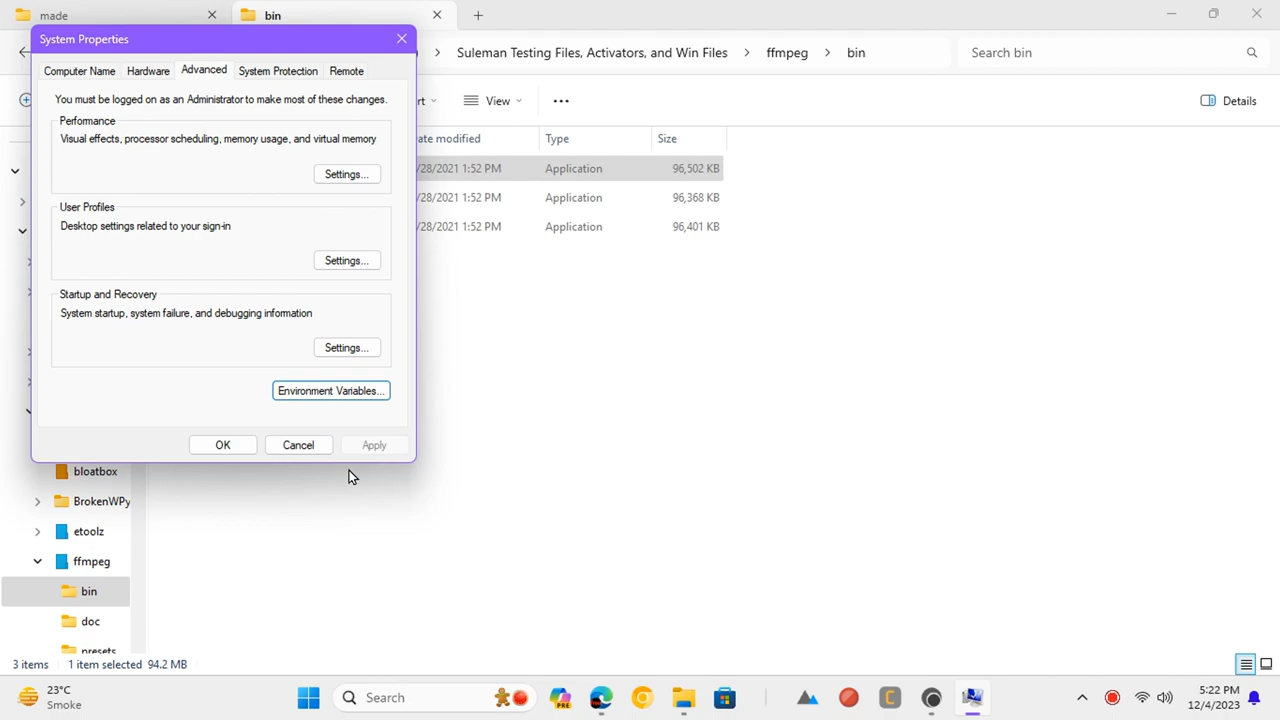 made
bin
System Properties
Suleman Testing Files, Activators, and Win Files
ffmpeg
bin
Search bin
Computer Name
Hardware
Advanced
System Protection
Remote
View
Details
You must be logged on as an Administrator to make most of these changes.
Performance
Visual effects, processor scheduling, memory usage, and virtual memory
Settings...
Type
Size
/28/2021 1:52 PM Application 96,502 KB
/28/2021 1:52 PM Application 96,368 KB
/28/2021 1:52 PM Application 96,401 KB
User Profiles
Desktop settings related to your sign-in
Settings...
Startup and Recovery
System startup, system failure, and debugging information
Settings...
Environment Variables...
OK
Cancel
Apply
bloatbox
BrokenWPy
etoolz
ffmpeg
bin
doc
presets
3 items
1 item selected 94.2 MB
23°C
Smoke
Search
PRE
5:22 PM
12/4/2023